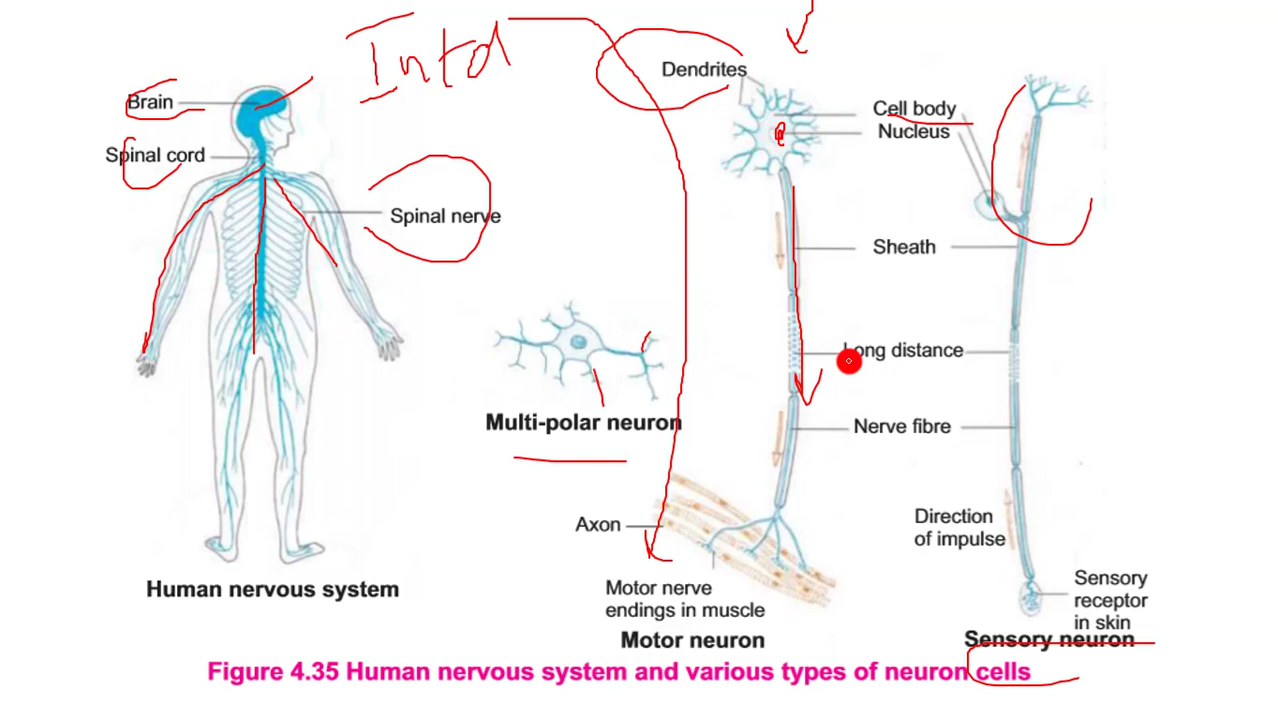 Intd
Dendrites
Brain
Cell body
Nucleus
Spinal cord
Spinal nerve
Sheath
Long distance
Multi-polar neuron
Nerve fibre
Axon
Direction
of impulse
Motor nerve
endings in muscle
Sensory
receptor
in skin
Human nervous system
Motor neuron
Sensory neuron
Figure 4.35 Human nervous system and various types of neuron cells